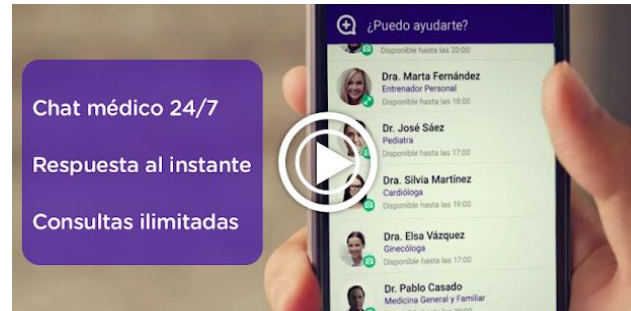 Chat médico 24/7
Respuesta al instante
Consultas ilimitadas
¿Puedo ayudarte?
Disponible hasta las 20:00
Dra. Marta Fernández
Entrenador Personal
Disponible hasta las 18:00
Dr. José Sáez
Pediatra
Disponible hasta las 17:00
Dra. Silvia Martínez
Cardióloga
Disponible hasta las 19:00
Dra. Elsa Vázquez
Ginecóloga
Disponible hasta las 17:00
Dr. Pablo Casado
Medicina General y Familiar